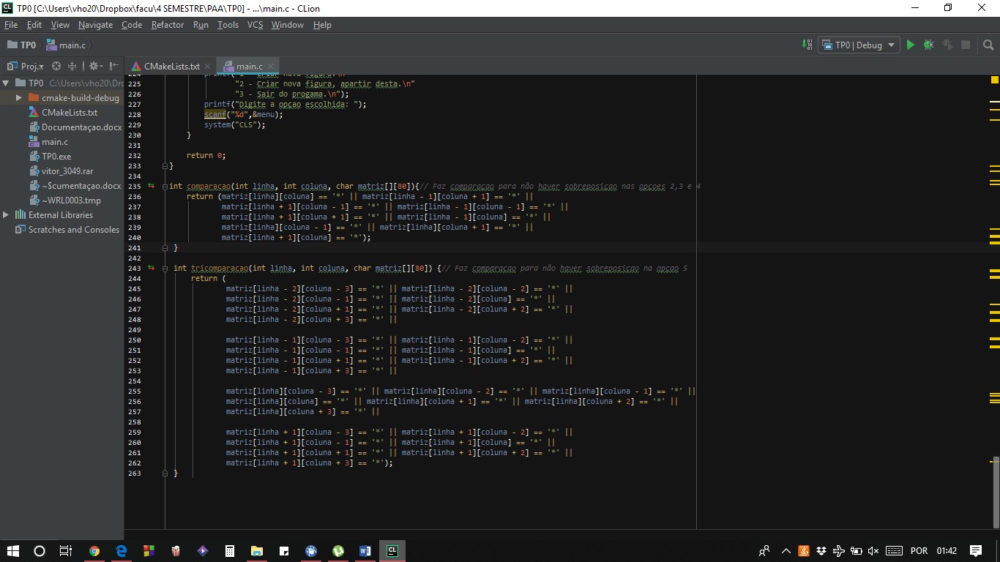 TP0 [C:\Users\vho20\Dropbox\facu\4 SEMESTRE\PAA\TP0] - ...\main.c - CLion
File Edit View Navigate Code Refactor Run Tools VCS Window Help
TP0 main.c TP0 | Debug
Proj... CMakeLists.txt main.c
TP0 C:\Users\vho20\Dro
cmake-build-debug
CMakeLists.txt
Documentaçao.docx
main.c
TP0.exe
vitor_3049.rar
~$cumentaçao.docx
~WRL0003.tmp
External Libraries
Scratches and Consoles
224 printf("1 - Criar nova figura.\n"
225 "2 - Criar nova figura, apartir desta.\n"
226 "3 - Sair do progama.\n");
227 printf("Digite a opçao escolhida: ");
228 scanf("%d",&menu);
229 system("CLS");
230 }
231
232 return 0;
233 }
234
235 int comparacao(int linha, int coluna, char matriz[][80]){// Faz comparaçao para não haver sobreposiçao nas opçoes 2,3 e 4
236 return (matriz[linha][coluna] == '*' || matriz[linha - 1][coluna + 1] == '*' ||
237 matriz[linha + 1][coluna - 1] == '*' || matriz[linha - 1][coluna - 1] == '*' ||
238 matriz[linha + 1][coluna + 1] == '*' || matriz[linha - 1][coluna] == '*' ||
239 matriz[linha][coluna - 1] == '*' || matriz[linha][coluna + 1] == '*' ||
240 matriz[linha + 1][coluna] == '*');
241 }
242
243 int tricomparacao(int linha, int coluna, char matriz[][80]) {// Faz comparaçao para não haver sobreposiçao na opçao 5
244 return (
245 matriz[linha - 2][coluna - 3] == '*' || matriz[linha - 2][coluna - 2] == '*' ||
246 matriz[linha - 2][coluna - 1] == '*' || matriz[linha - 2][coluna] == '*' ||
247 matriz[linha - 2][coluna + 1] == '*' || matriz[linha - 2][coluna + 2] == '*' ||
248 matriz[linha - 2][coluna + 3] == '*' ||
249
250 matriz[linha - 1][coluna - 3] == '*' || matriz[linha - 1][coluna - 2] == '*' ||
251 matriz[linha - 1][coluna - 1] == '*' || matriz[linha - 1][coluna] == '*' ||
252 matriz[linha - 1][coluna + 1] == '*' || matriz[linha - 1][coluna + 2] == '*' ||
253 matriz[linha - 1][coluna + 3] == '*' ||
254
255 matriz[linha][coluna - 3] == '*' || matriz[linha][coluna - 2] == '*' || matriz[linha][coluna - 1] == '*' ||
256 matriz[linha][coluna] == '*' || matriz[linha][coluna + 1] == '*' || matriz[linha][coluna + 2] == '*' ||
257 matriz[linha][coluna + 3] == '*' ||
258
259 matriz[linha + 1][coluna - 3] == '*' || matriz[linha + 1][coluna - 2] == '*' ||
260 matriz[linha + 1][coluna - 1] == '*' || matriz[linha + 1][coluna] == '*' ||
261 matriz[linha + 1][coluna + 1] == '*' || matriz[linha + 1][coluna + 2] == '*' ||
262 matriz[linha + 1][coluna + 3] == '*');
263 }
POR 01:42